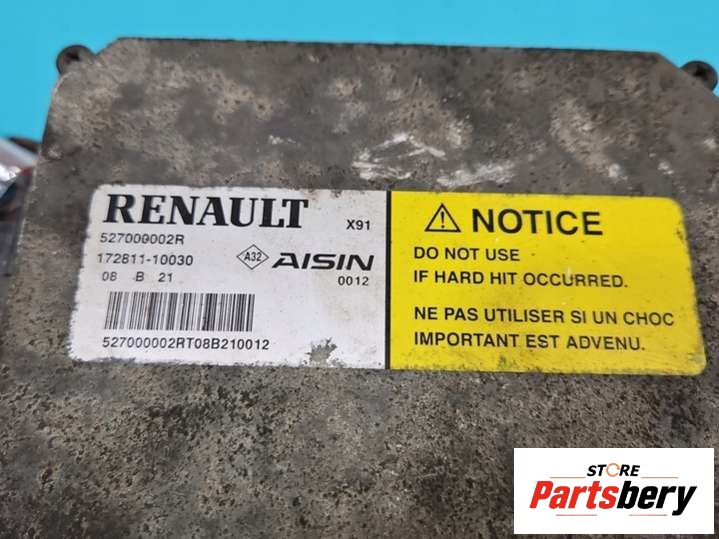 RENAULT X91
527000002R
172811-10030 A32 AISIN
08 B 21 0012
527000002RT08B210012
NOTICE
DO NOT USE
IF HARD HIT OCCURRED.
NE PAS UTILISER SI UN CHOC
IMPORTANT EST ADVENU.
STORE
Partsbery